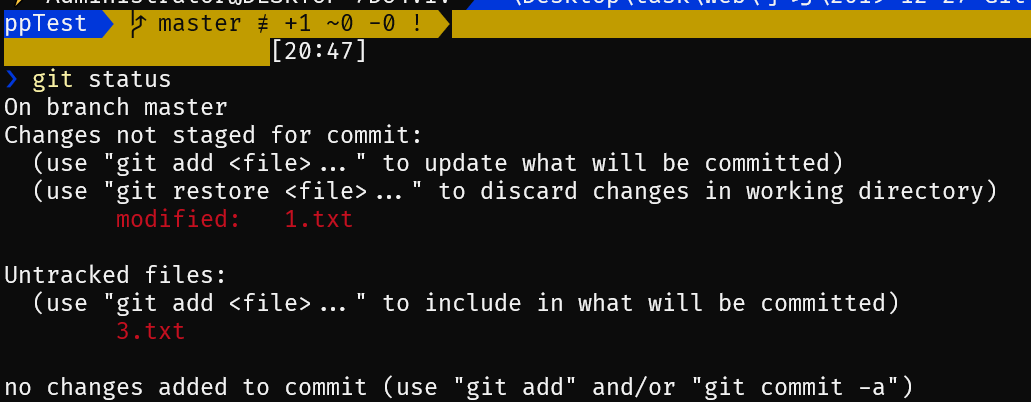 ppTest master ≢ +1 ~0 -0 !
[20:47]
❯ git status
On branch master
Changes not staged for commit:
  (use "git add <file>..." to update what will be committed)
  (use "git restore <file>..." to discard changes in working directory)
        modified:   1.txt
Untracked files:
  (use "git add <file>..." to include in what will be committed)
        3.txt
no changes added to commit (use "git add" and/or "git commit -a")